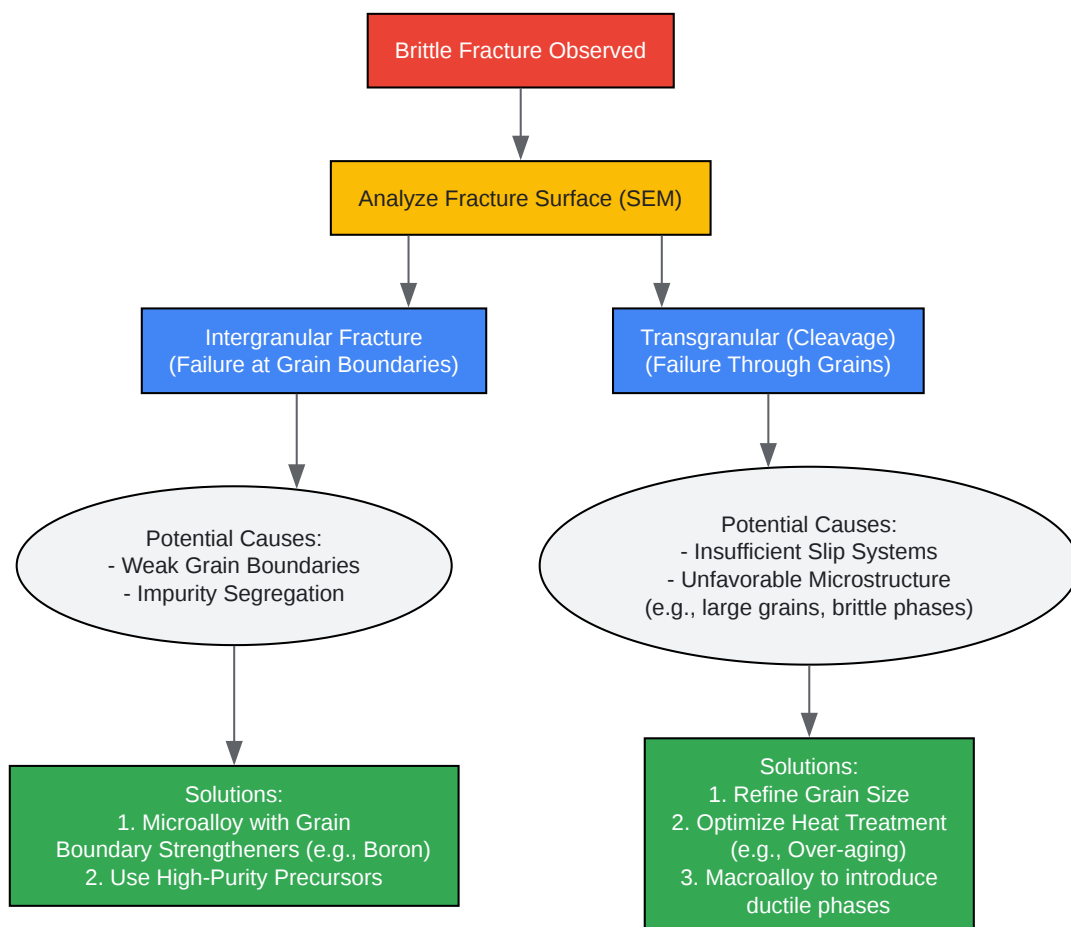 Brittle Fracture Observed
Analyze Fracture Surface (SEM)
Intergranular Fracture
(Failure at Grain Boundaries)
Transgranular (Cleavage)
(Failure Through Grains)
Potential Causes:
- Weak Grain Boundaries
- Impurity Segregation
Potential Causes:
- Insufficient Slip Systems
- Unfavorable Microstructure
(e.g., large grains, brittle phases)
Solutions:
1. Microalloy with Grain
Boundary Strengtheners (e.g., Boron)
2. Use High-Purity Precursors
Solutions:
1. Refine Grain Size
2. Optimize Heat Treatment
(e.g., Over-aging)
3. Macroalloy to introduce
ductile phases